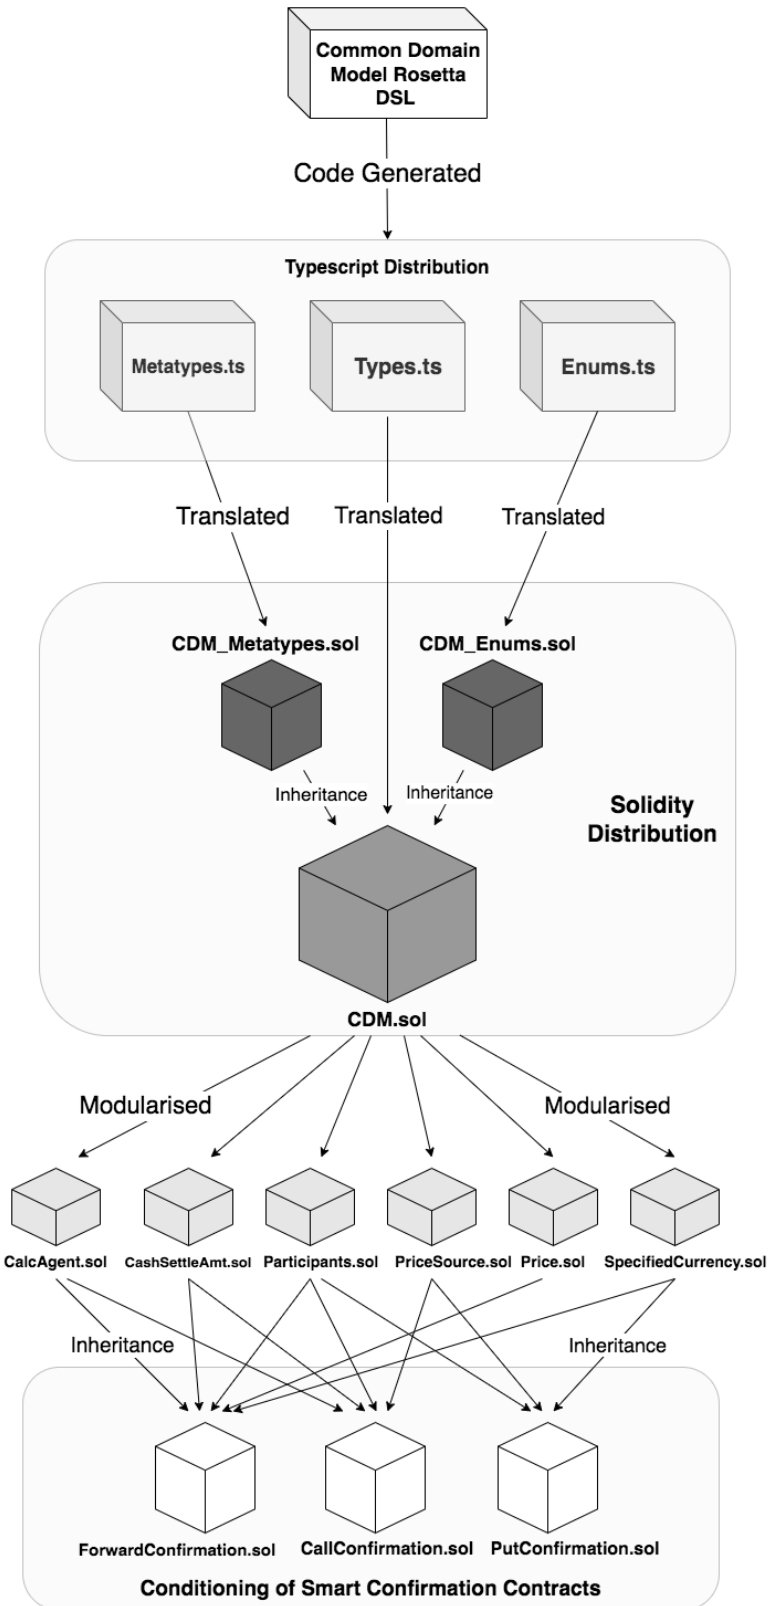 Common Domain
Model Rosetta
DSL
Code Generated
Typescript Distribution
Metatypes.ts
Types.ts
Enums.ts
Translated
Translated
Translated
CDM_Metatypes.sol
CDM_Enums.sol
Inheritance
Inheritance
Solidity
Distribution
CDM.sol
Modularised
Modularised
CalcAgent.sol
CashSettleAmt.sol
Participants.sol
PriceSource.sol
Price.sol
SpecifiedCurrency.sol
Inheritance
Inheritance
ForwardConfirmation.sol
CallConfirmation.sol
PutConfirmation.sol
Conditioning of Smart Confirmation Contracts